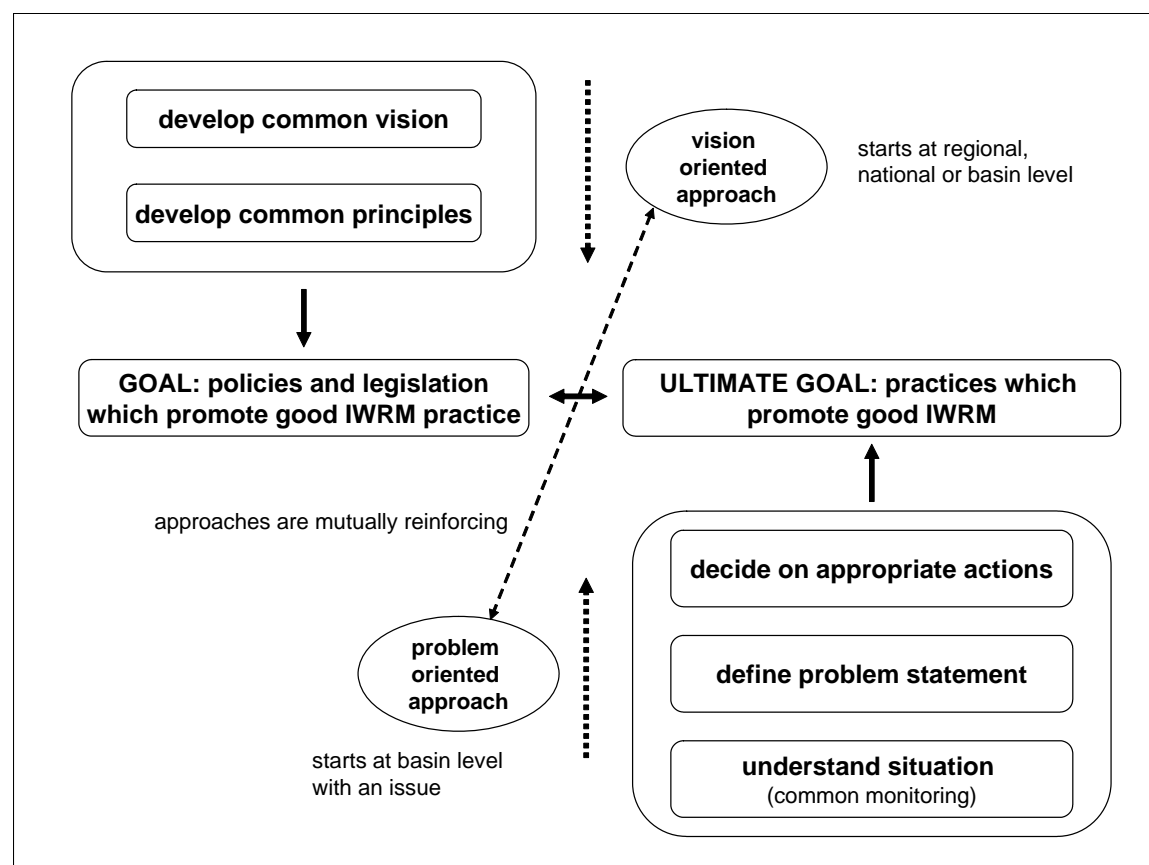 develop common vision
develop common principles
vision
oriented
approach
starts at regional,
national or basin level
GOAL: policies and legislation
which promote good IWRM practice
ULTIMATE GOAL: practices which
promote good IWRM
approaches are mutually reinforcing
problem
oriented
approach
starts at basin level
with an issue
decide on appropriate actions
define problem statement
understand situation
(common monitoring)